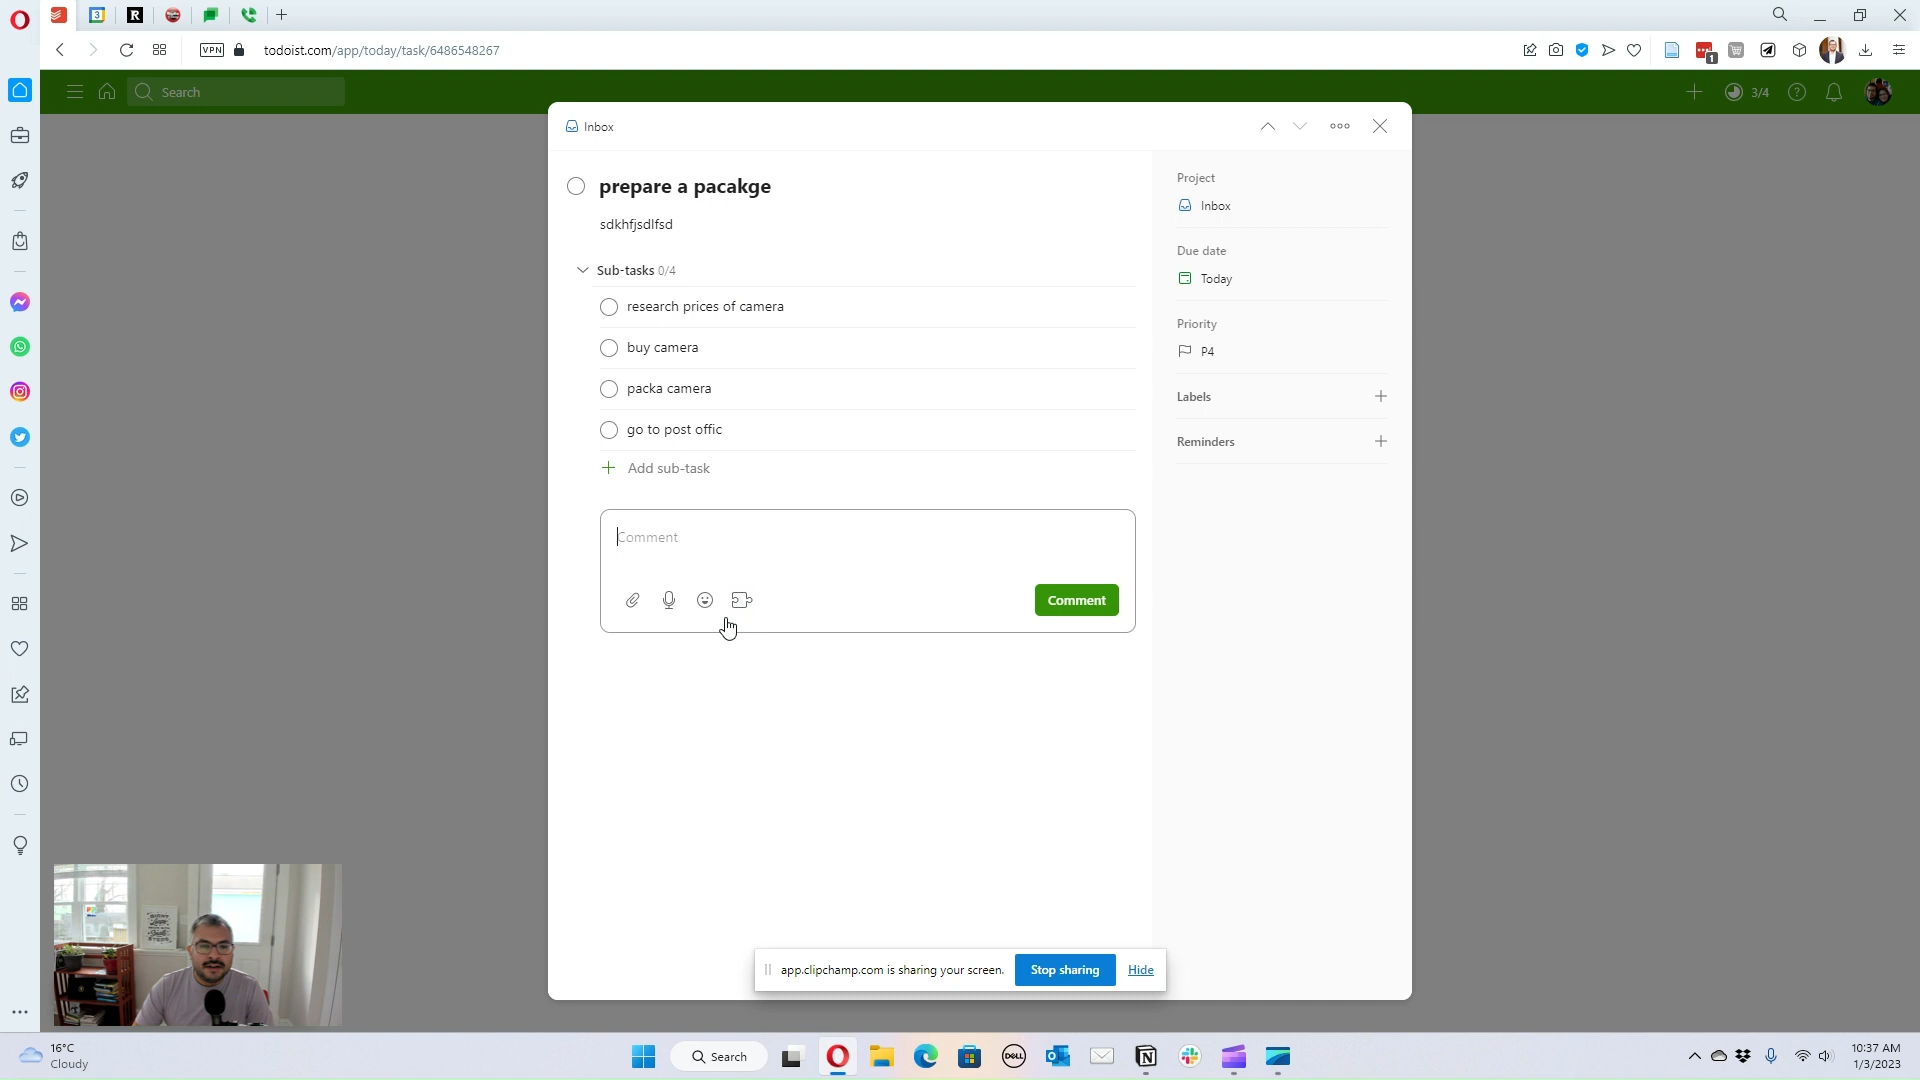 VPN
todoist.com/app/today/task/6486548267
1
Search
3/4
Inbox
prepare a pacakge
sdkhfjsdlfsd
Sub-tasks 0/4
research prices of camera
buy camera
packa camera
go to post offic
Add sub-task
Comment
Comment
Project
Inbox
Due date
Today
Priority
P4
Labels
Reminders
app.clipchamp.com is sharing your screen.
Stop sharing
Hide
16°C
Cloudy
Search
DELL
10:37 AM
1/3/2023